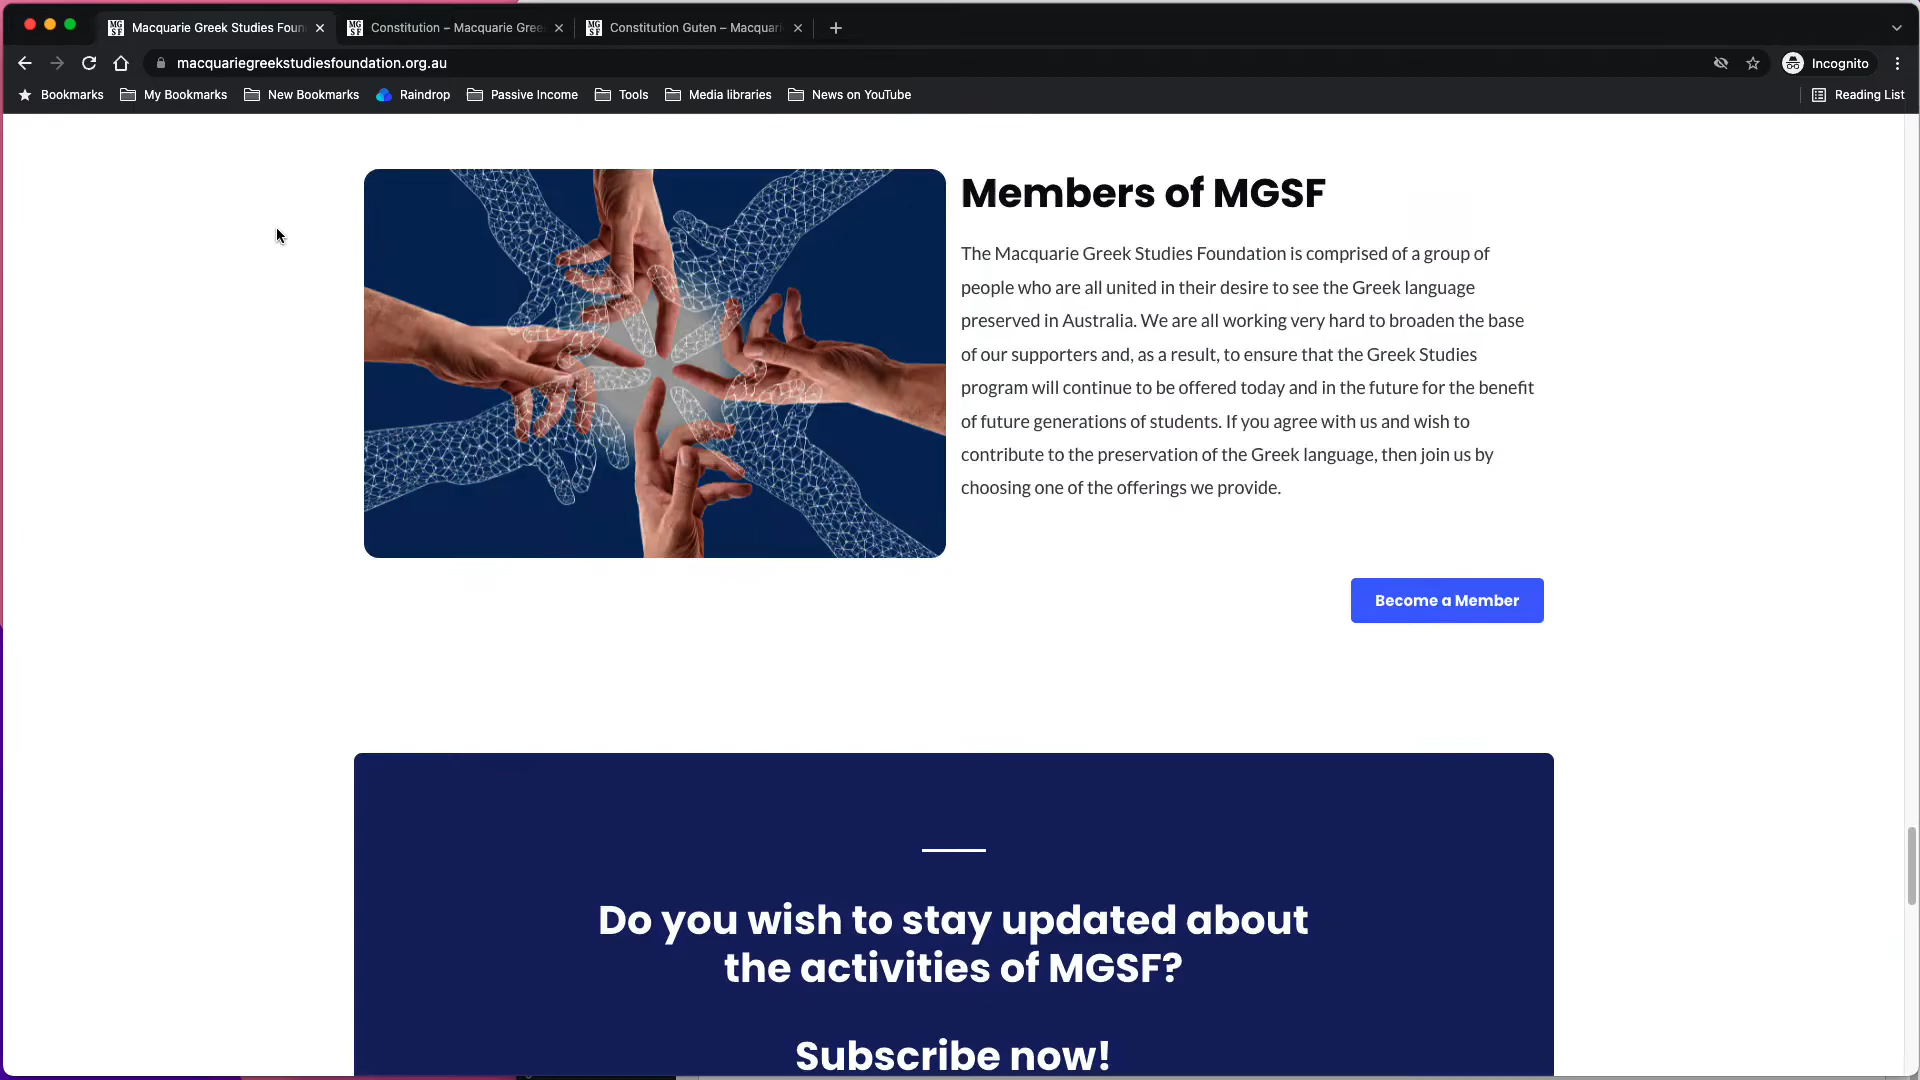 Macquarie Greek Studies Foun
Constitution – Macquarie Gree
Constitution Guten – Macquari
macquariegreekstudiesfoundation.org.au
Incognito
Bookmarks
My Bookmarks
New Bookmarks
Raindrop
Passive Income
Tools
Media libraries
News on YouTube
Reading List
Members of MGSF
The Macquarie Greek Studies Foundation is comprised of a group of
people who are all united in their desire to see the Greek language
preserved in Australia. We are all working very hard to broaden the base
of our supporters and, as a result, to ensure that the Greek Studies
program will continue to be offered today and in the future for the benefit
of future generations of students. If you agree with us and wish to
contribute to the preservation of the Greek language, then join us by
choosing one of the offerings we provide.
Become a Member
Do you wish to stay updated about
the activities of MGSF?
Subscribe now!